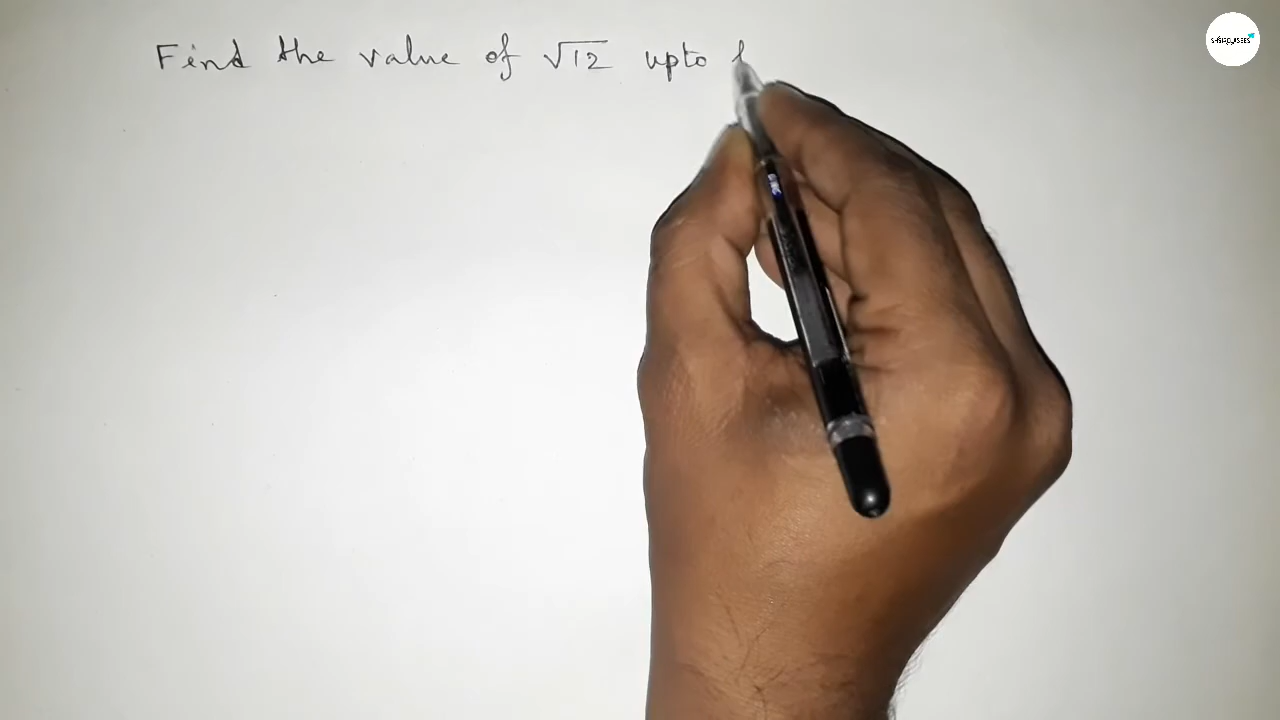 Find the value of √12 upto